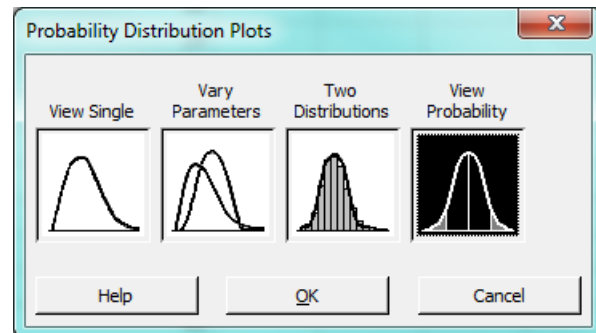 Probability Distribution Plots
View Single
Vary
Parameters
Two
Distributions
View
Probability
Help
OK
Cancel